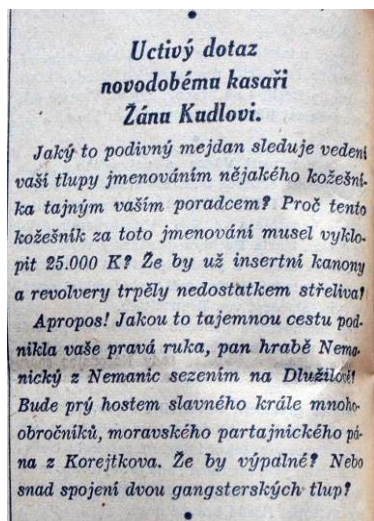 Uctivý dotaz
novodobému kasaři
Žánu Kudlovi.
Jaký to podivný mejdan sleduje vedení
vaší tlupy jmenováním nějakého kožešní-
ka tajným vaším poradcem? Proč tento
kožešník za toto jmenování musel vyklo-
pit 25.000 K? Že by už insertní kanony
a revolvery trpěly nedostatkem střeliva?
Apropos! Jakou to tajemnou cestu pod-
nikla vaše pravá ruka, pan hrabě Nema-
nický z Nemanic sezením na Dlužilově!
Bude prý hostem slavného krále mnoho-
obročníků, moravského partajnického pá-
na z Korejtkova. Že by výpalné? Nebo
snad spojení dvou gangsterských tlup?